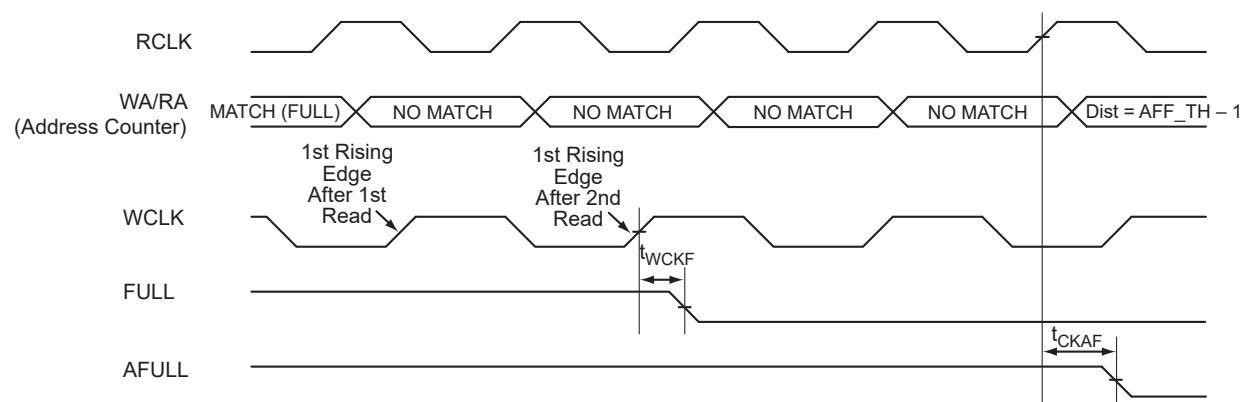 RCLK
WA/RA
(Address Counter)
MATCH (FULL)
NO MATCH
NO MATCH
NO MATCH
NO MATCH
Dist = AFF_TH – 1
1st Rising
Edge
After 1st
Read
1st Rising
Edge
After 2nd
Read
WCLK
tWCKF
FULL
tCKAF
AFULL